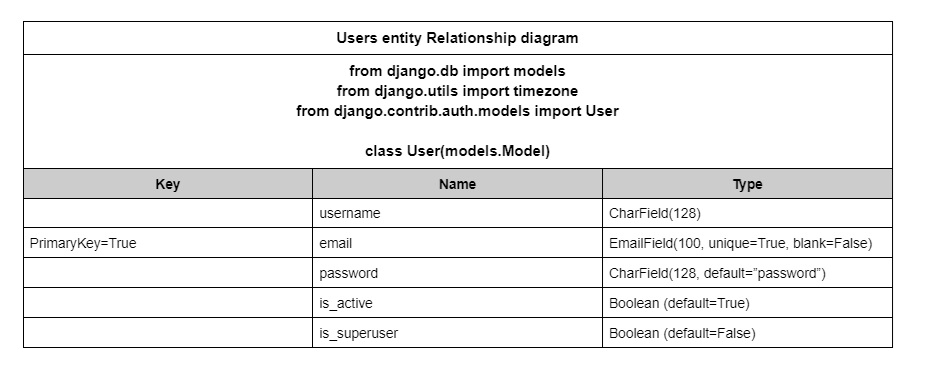 Users entity Relationship diagram
from django.db import models
from django.utils import timezone
from django.contrib.auth.models import User
class User(models.Model)
Key Name Type
username CharField(128)
PrimaryKey=True email EmailField(100, unique=True, blank=False)
password CharField(128, default="password”)
is_active Boolean (default=True)
is_superuser Boolean (default=False)